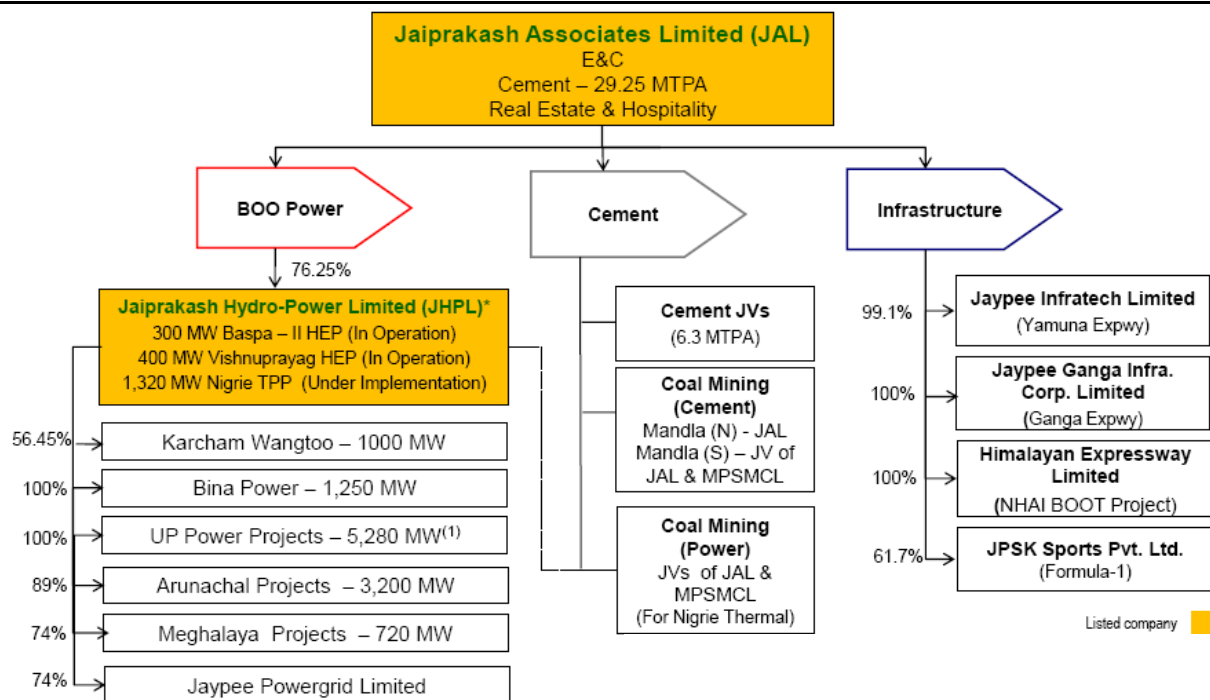 Jaiprakash Associates Limited (JAL)
E&C
Cement – 29.25 MTPA
Real Estate & Hospitality
BOO Power
Cement
Infrastructure
76.25%
Jaiprakash Hydro-Power Limited (JHPL)*
300 MW Baspa – II HEP (In Operation)
400 MW Vishnuprayag HEP (In Operation)
1,320 MW Nigrie TPP (Under Implementation)
56.45%
Karcham Wangtoo – 1000 MW
100%
Bina Power – 1,250 MW
100%
UP Power Projects – 5,280 MW(1)
89%
Arunachal Projects – 3,200 MW
74%
Meghalaya Projects – 720 MW
74%
Jaypee Powergrid Limited
Cement JVs
(6.3 MTPA)
Coal Mining
(Cement)
Mandla (N) - JAL
Mandla (S) – JV of
JAL & MPSMCL
Coal Mining
(Power)
JVs of JAL &
MPSMCL
(For Nigrie Thermal)
99.1%
Jaypee Infratech Limited
(Yamuna Expwy)
100%
Jaypee Ganga Infra.
Corp. Limited
(Ganga Expwy)
100%
Himalayan Expressway
Limited
(NHAI BOOT Project)
61.7%
JPSK Sports Pvt. Ltd.
(Formula-1)
Listed company